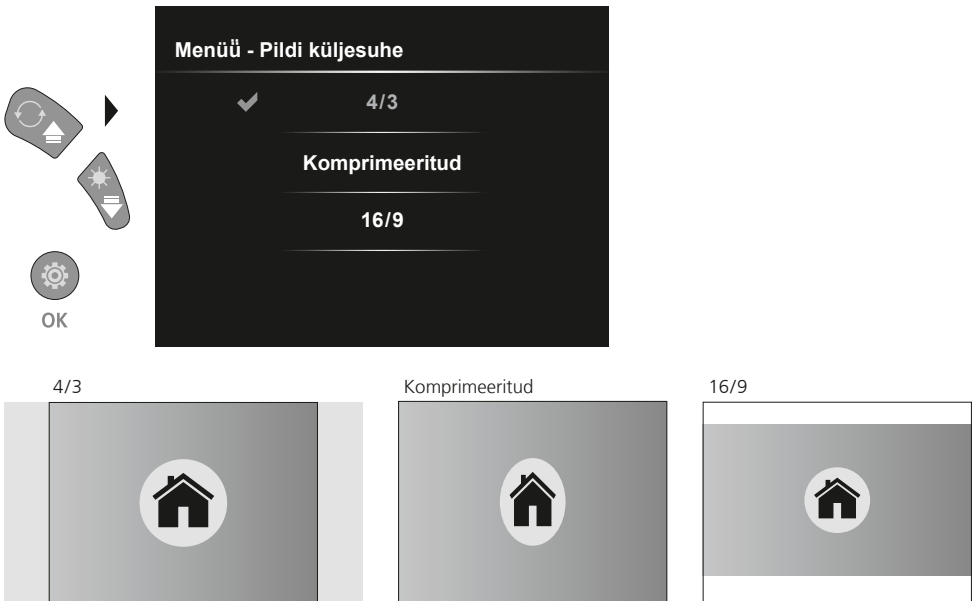 Menüü - Pildi küljesuhe
4/3
Komprimeeritud
16/9
OK
4/3 Komprimeeritud 16/9